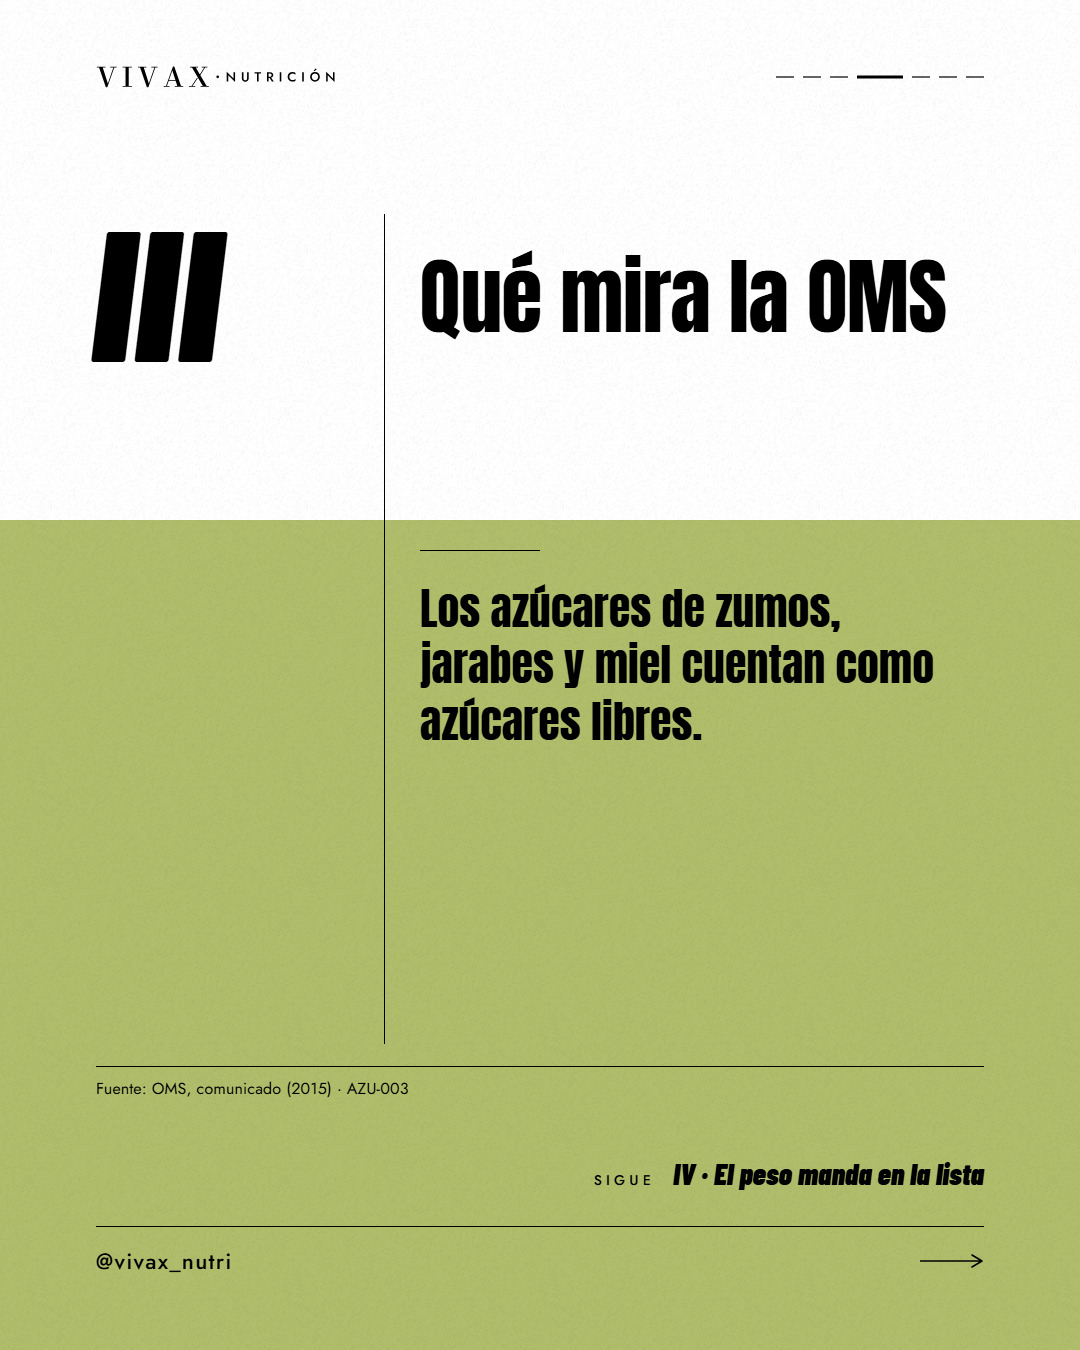 VIVAX·NUTRICIÓN
III
Qué mira la OMS
Los azúcares de zumos,
jarabes y miel cuentan como
azúcares libres.
Fuente: OMS, comunicado (2015) · AZU-003
SIGUE IV · El peso manda en la lista
@vivax_nutri